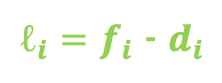 ℓi = fi - di